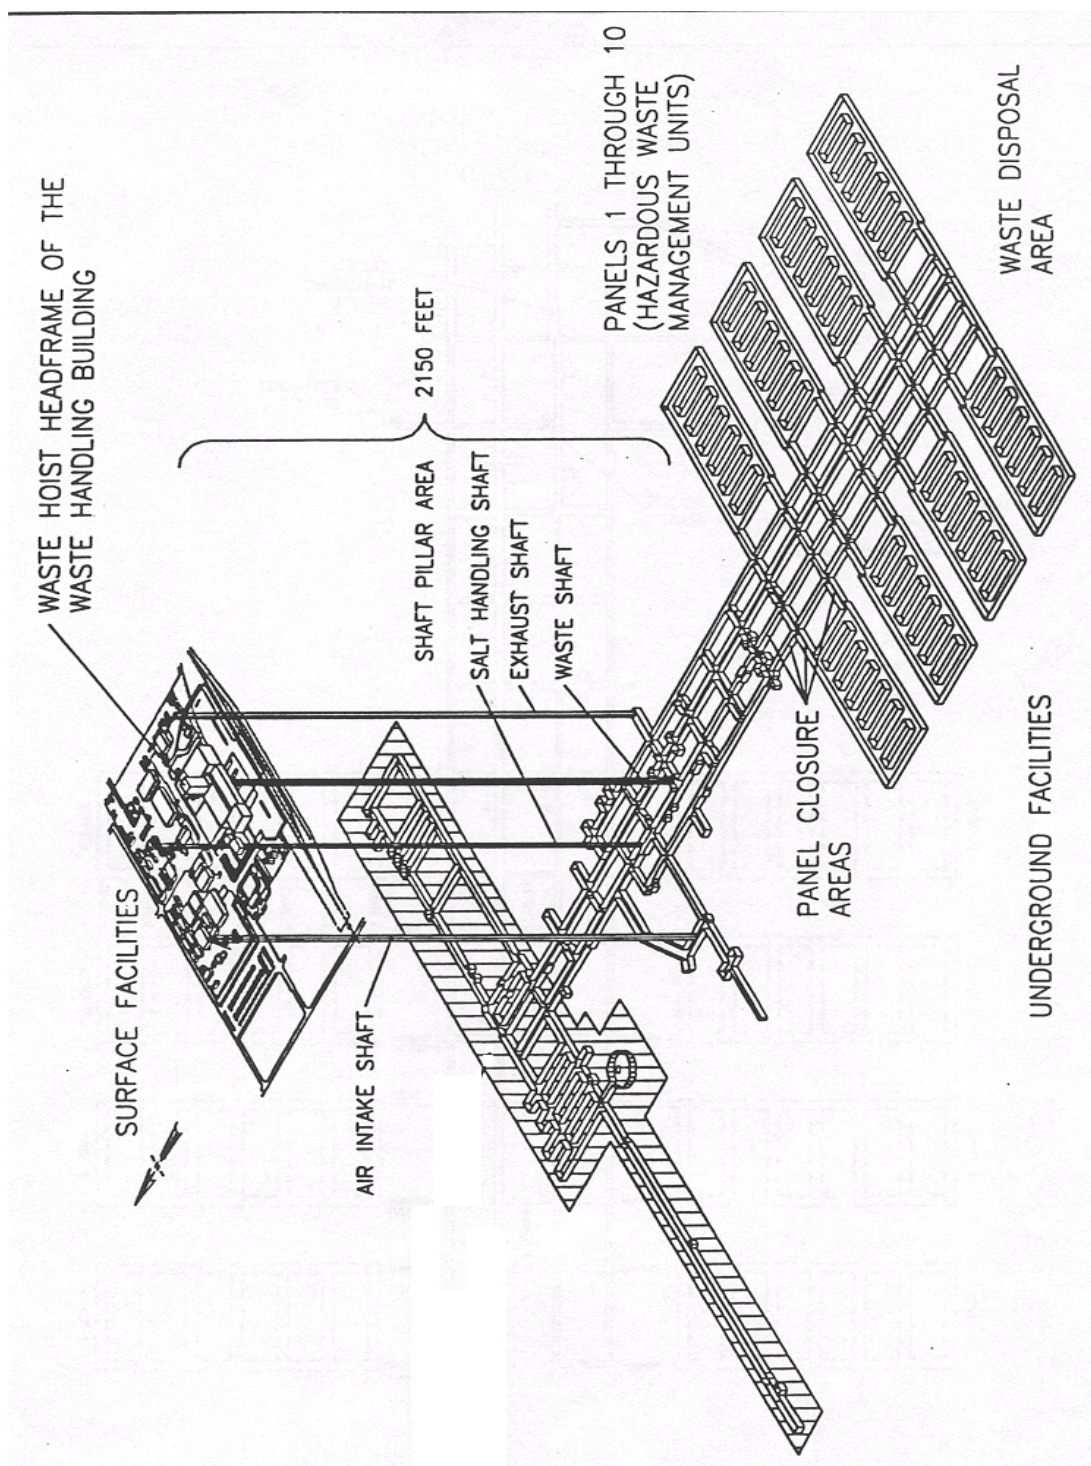 WASTE HOIST HEADFRAME OF THE
WASTE HANDLING BUILDING
SURFACE FACILITIES
2150 FEET
SHAFT PILLAR AREA
SALT HANDLING SHAFT
EXHAUST SHAFT
WASTE SHAFT
AIR INTAKE SHAFT
PANELS 1 THROUGH 10
(HAZARDOUS WASTE
MANAGEMENT UNITS)
PANEL CLOSURE
AREAS
WASTE DISPOSAL
AREA
UNDERGROUND FACILITIES